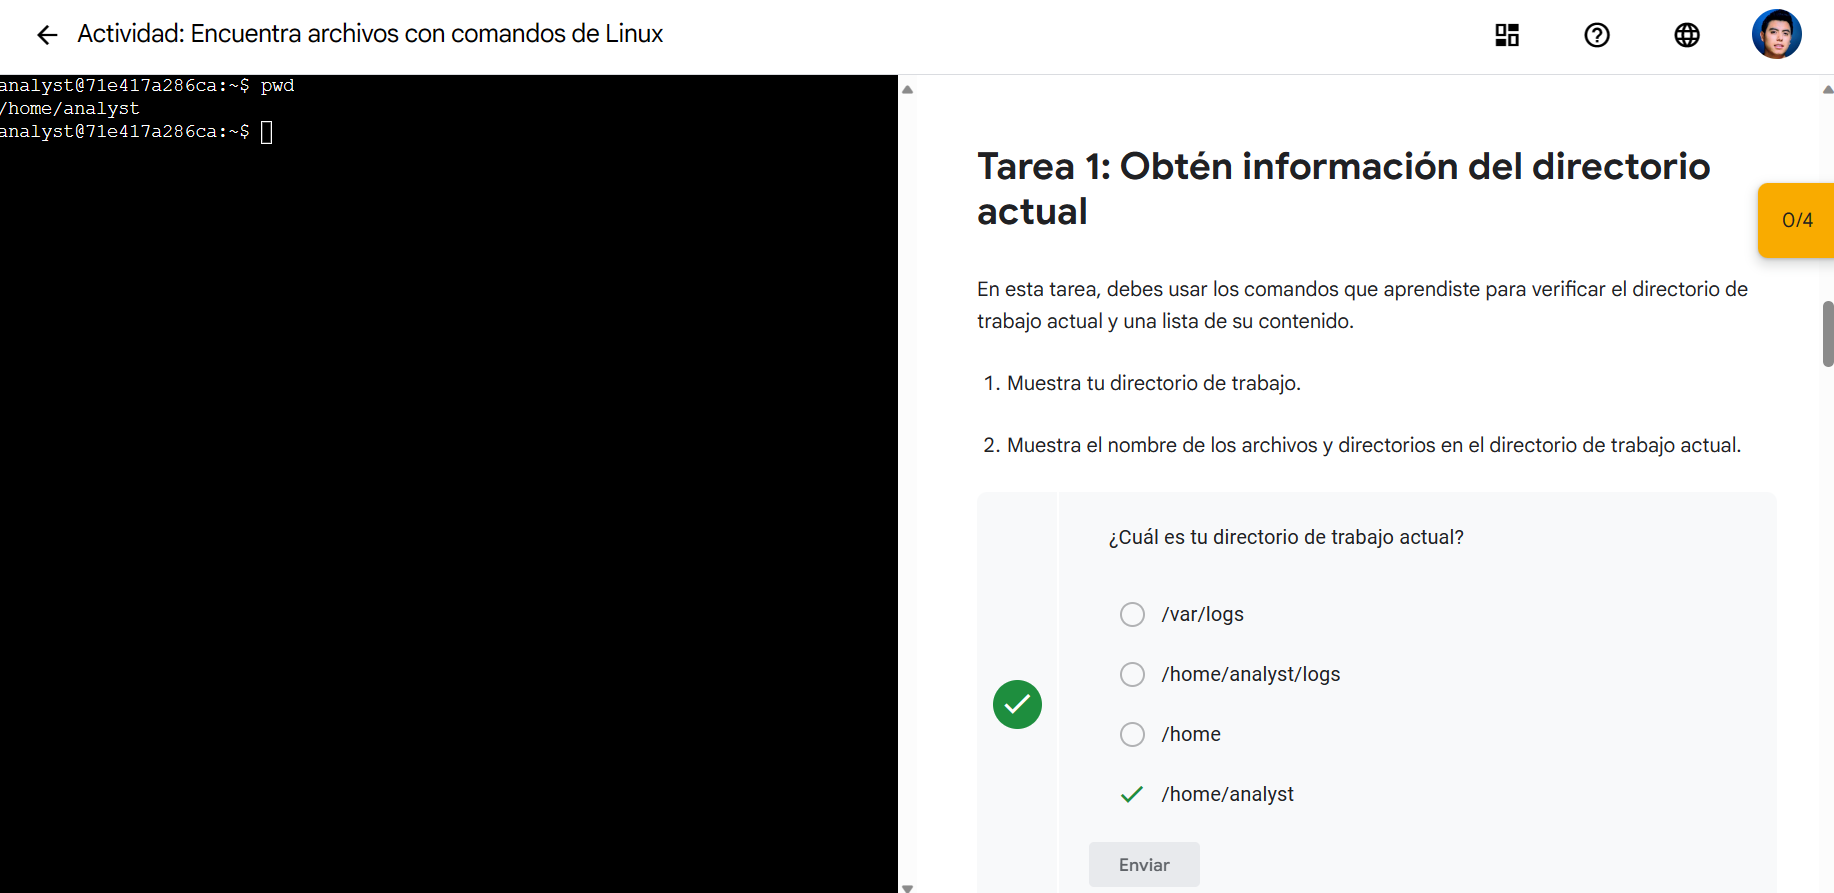 Actividad: Encuentra archivos con comandos de Linux
analyst@71e417a286ca:~$ pwd
/home/analyst
analyst@71e417a286ca:~$
Tarea 1: Obtén información del directorio
actual
0/4
En esta tarea, debes usar los comandos que aprendiste para verificar el directorio de
trabajo actual y una lista de su contenido.
1. Muestra tu directorio de trabajo.
2. Muestra el nombre de los archivos y directorios en el directorio de trabajo actual.
¿Cuál es tu directorio de trabajo actual?
/var/logs
/home/analyst/logs
/home
/home/analyst
Enviar